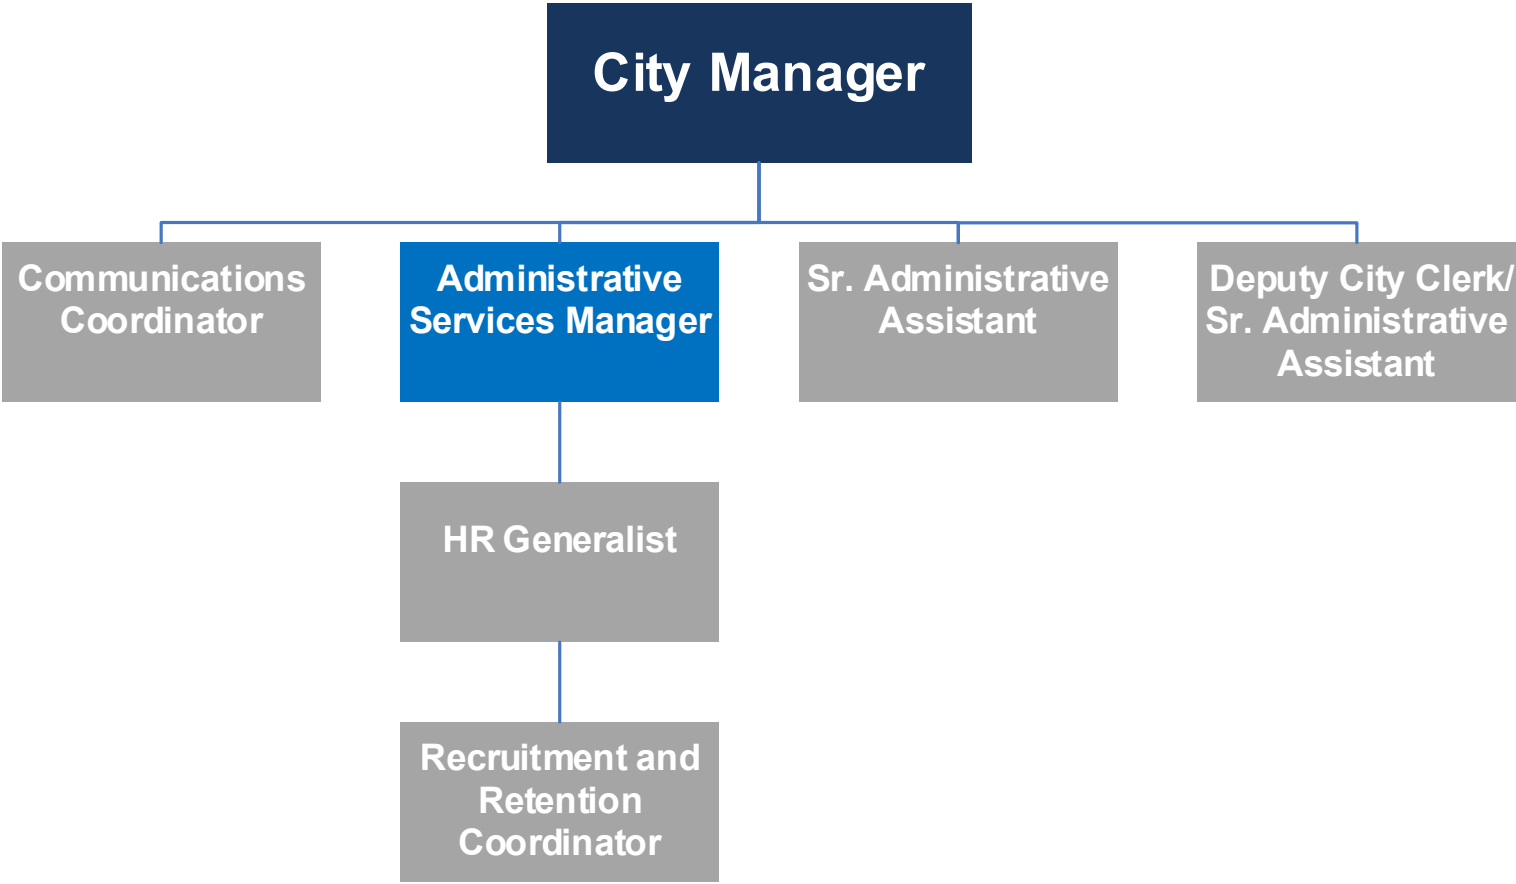 City Manager
Communications
Coordinator
Administrative
Services Manager
Sr. Administrative
Assistant
Deputy City Clerk/
Sr. Administrative
Assistant
HR Generalist
Recruitment and
Retention
Coordinator